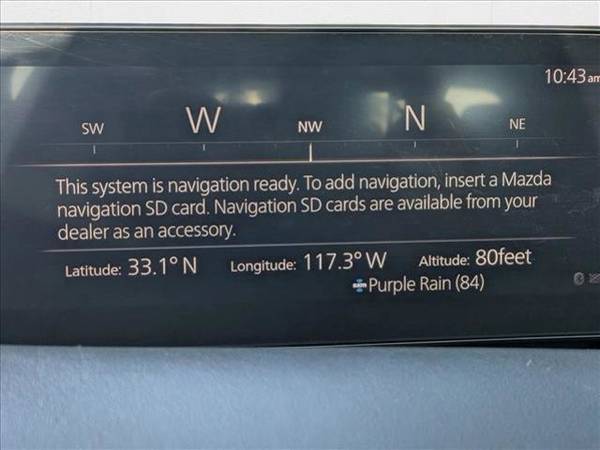 10:43 am
SW W NW N NE
This system is navigation ready. To add navigation, insert a Mazda
navigation SD card. Navigation SD cards are available from your
dealer as an accessory.
Latitude: 33.1° N Longitude: 117.3° W Altitude: 80feet
Purple Rain (84)